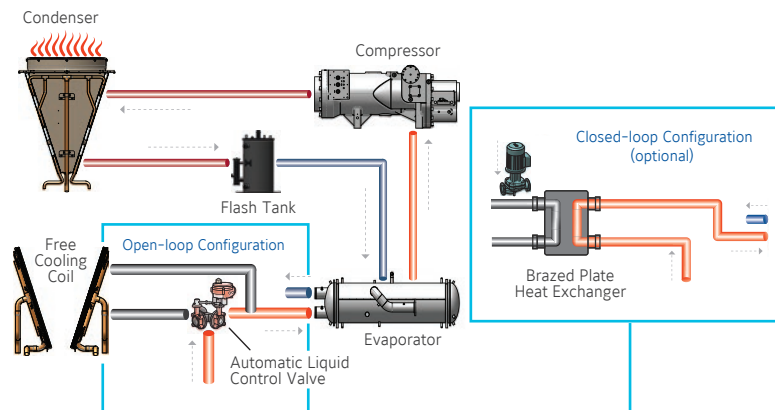 Condenser
Compressor
Closed-loop Configuration
(optional)
Flash Tank
Free
Cooling
Coil
Open-loop Configuration
Brazed Plate
Heat Exchanger
Evaporator
Automatic Liquid
Control Valve